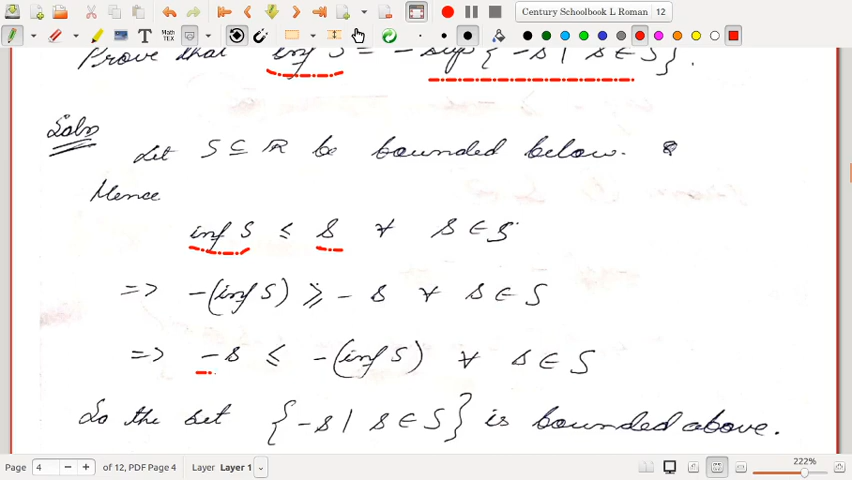 Century Schoolbook L Roman 12
Prove that inf S = - sup{ -s | s ∈ S}.
Soln
Let S ⊆ ℝ be bounded below.
Hence
inf S ≤ s ∀ s ∈ S
=> -(inf S) ≥ - s ∀ s ∈ S
=> - s ≤ -(inf S) ∀ s ∈ S
So the set { -s | s ∈ S} is bounded above.
Page 4 of 12, PDF Page 4 Layer Layer 1 222%